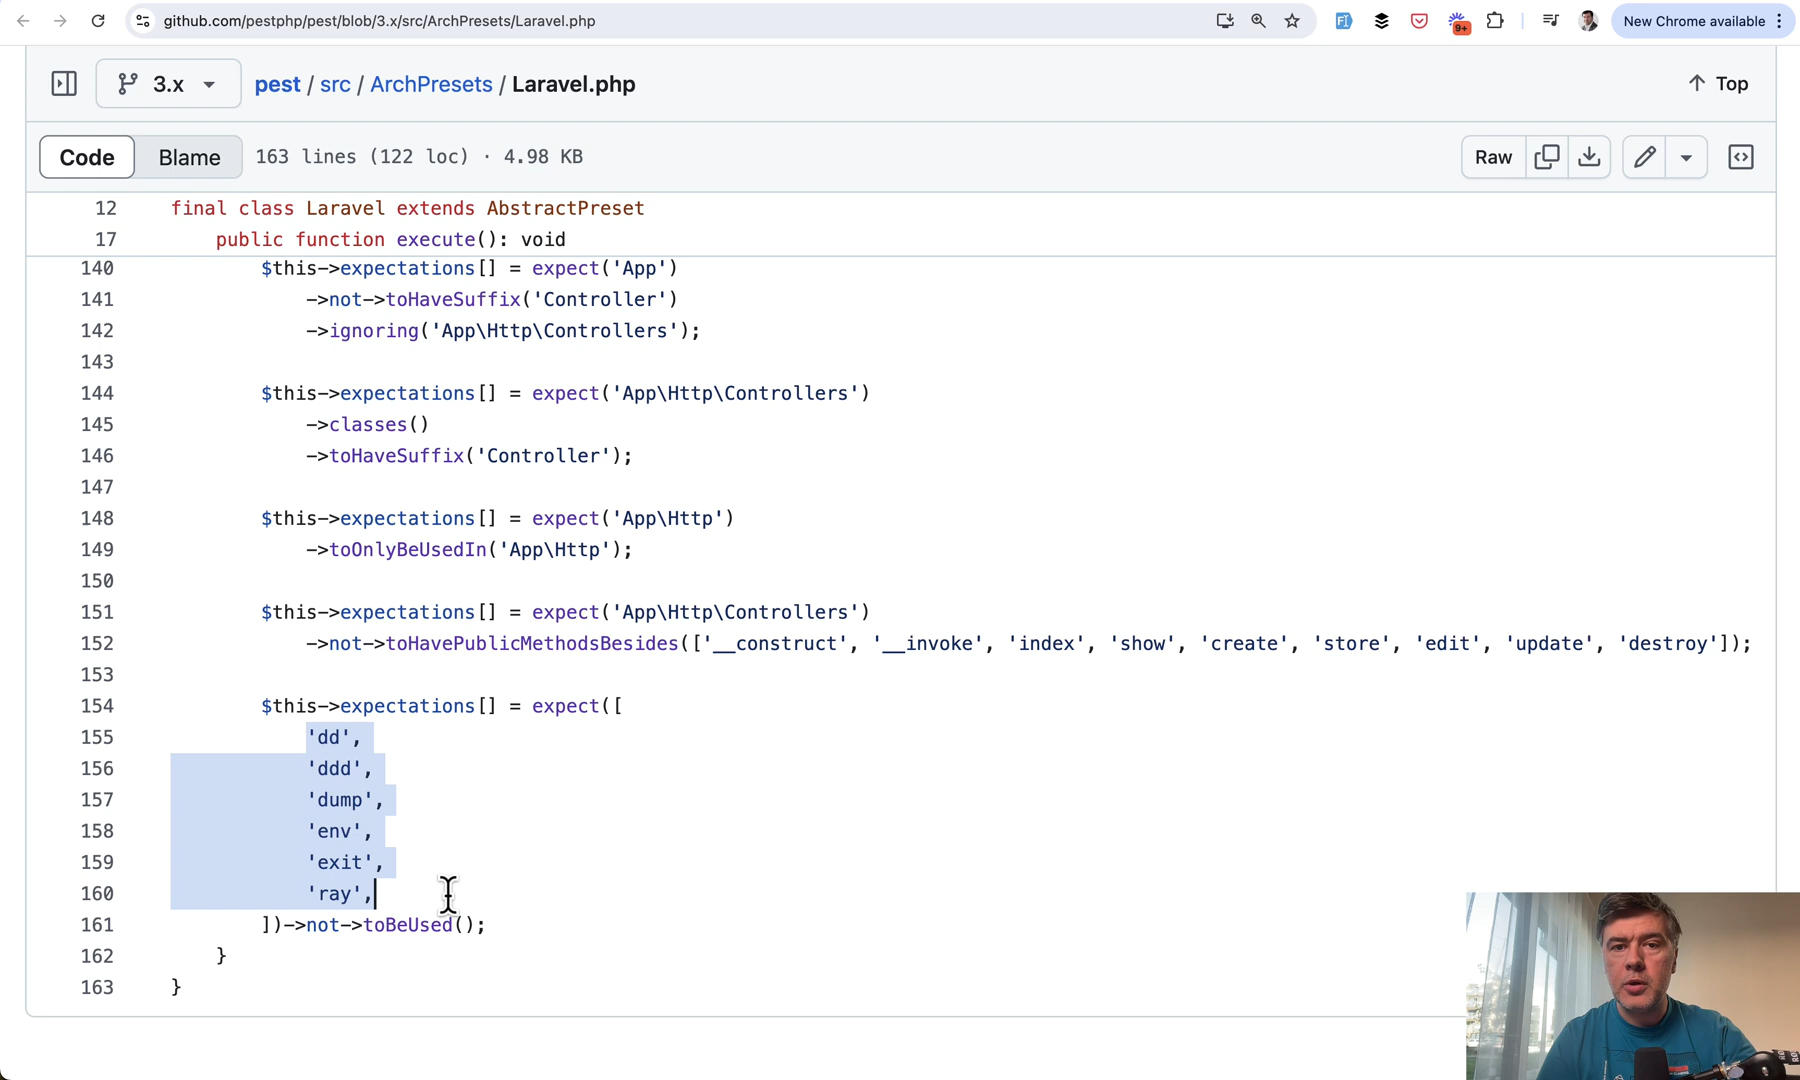 github.com/pestphp/pest/blob/3.x/src/ArchPresets/Laravel.php
9+
New Chrome available
3.x
pest / src / ArchPresets / Laravel.php
Top
Code
Blame
163 lines (122 loc) · 4.98 KB
Raw
12 final class Laravel extends AbstractPreset
17 public function execute(): void
140 $this->expectations[] = expect('App')
141 ->not->toHaveSuffix('Controller')
142 ->ignoring('App\Http\Controllers');
143
144 $this->expectations[] = expect('App\Http\Controllers')
145 ->classes()
146 ->toHaveSuffix('Controller');
147
148 $this->expectations[] = expect('App\Http')
149 ->toOnlyBeUsedIn('App\Http');
150
151 $this->expectations[] = expect('App\Http\Controllers')
152 ->not->toHavePublicMethodsBesides(['__construct', '__invoke', 'index', 'show', 'create', 'store', 'edit', 'update', 'destroy']);
153
154 $this->expectations[] = expect([
155 'dd',
156 'ddd',
157 'dump',
158 'env',
159 'exit',
160 'ray',
161 ])->not->toBeUsed();
162 }
163 }